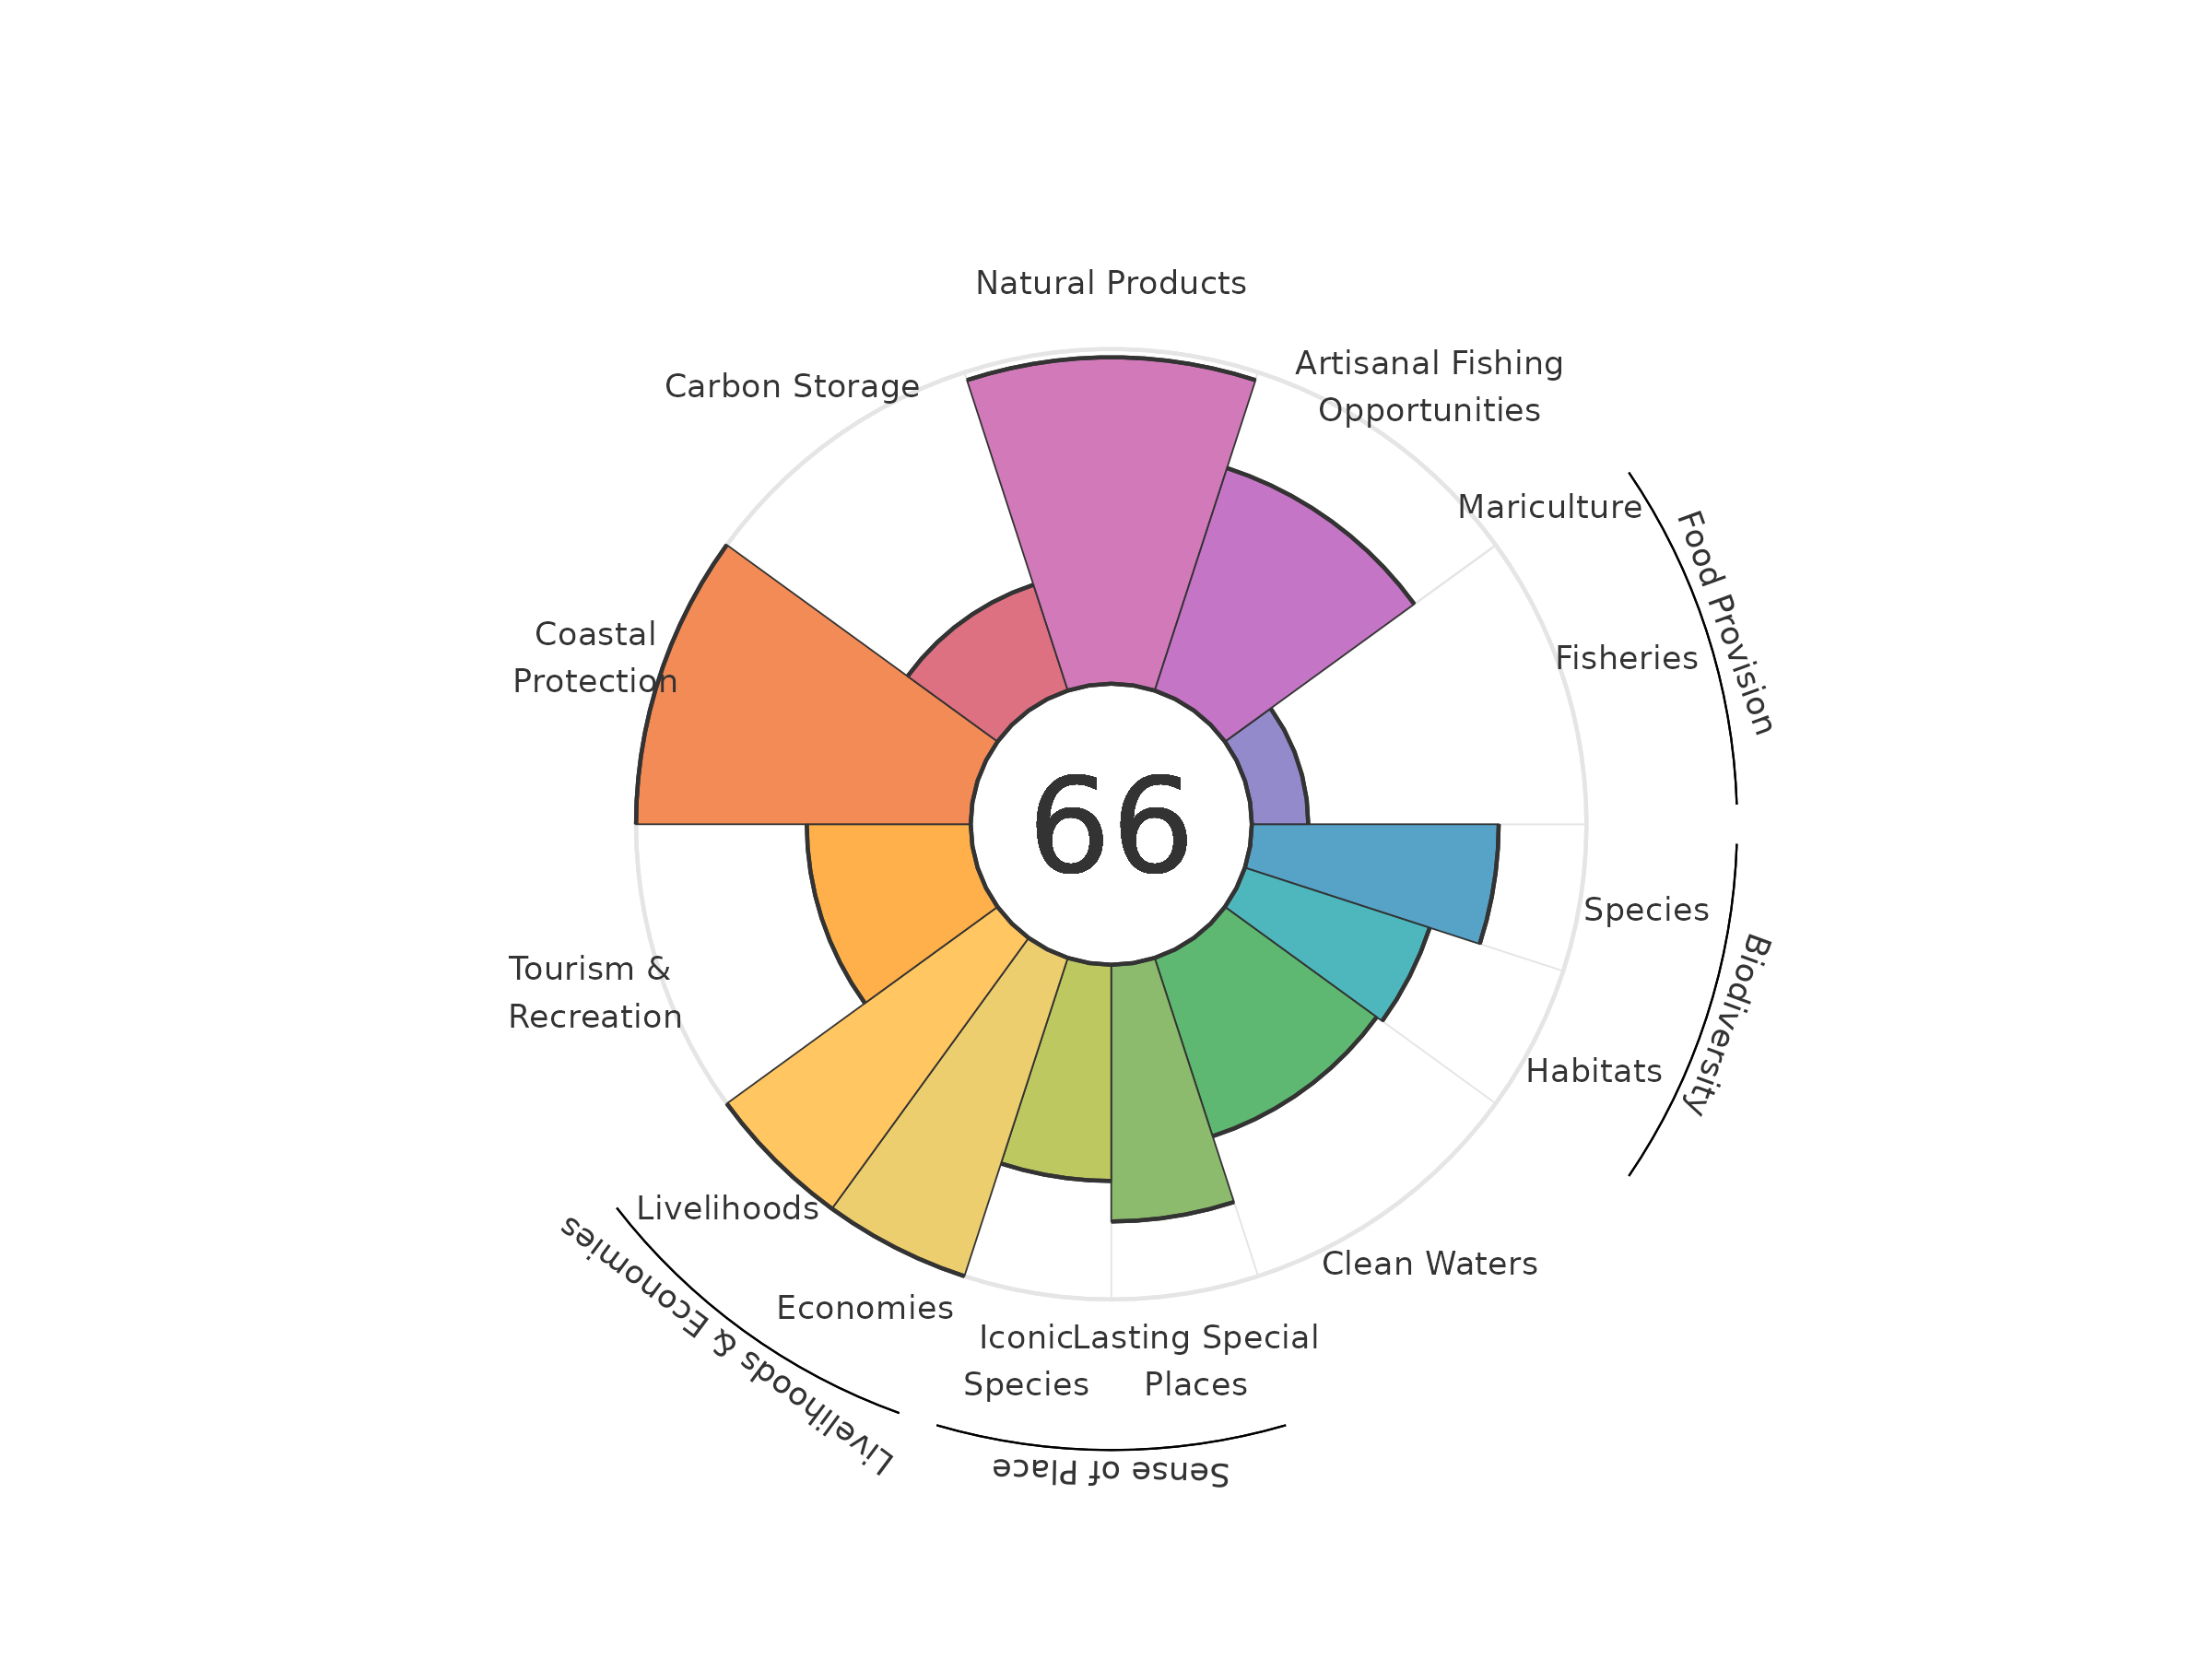 Natural Products
Artisanal Fishing
Opportunities
Carbon Storage
Mariculture
Food Provision
Coastal
Protection
Fisheries
66
Species
Biodiversity
Tourism &
Recreation
Habitats
Livelihoods
Clean Waters
Livelihoods & Economies
Economies
Iconic
Species
Lasting Special
Places
Sense of Place